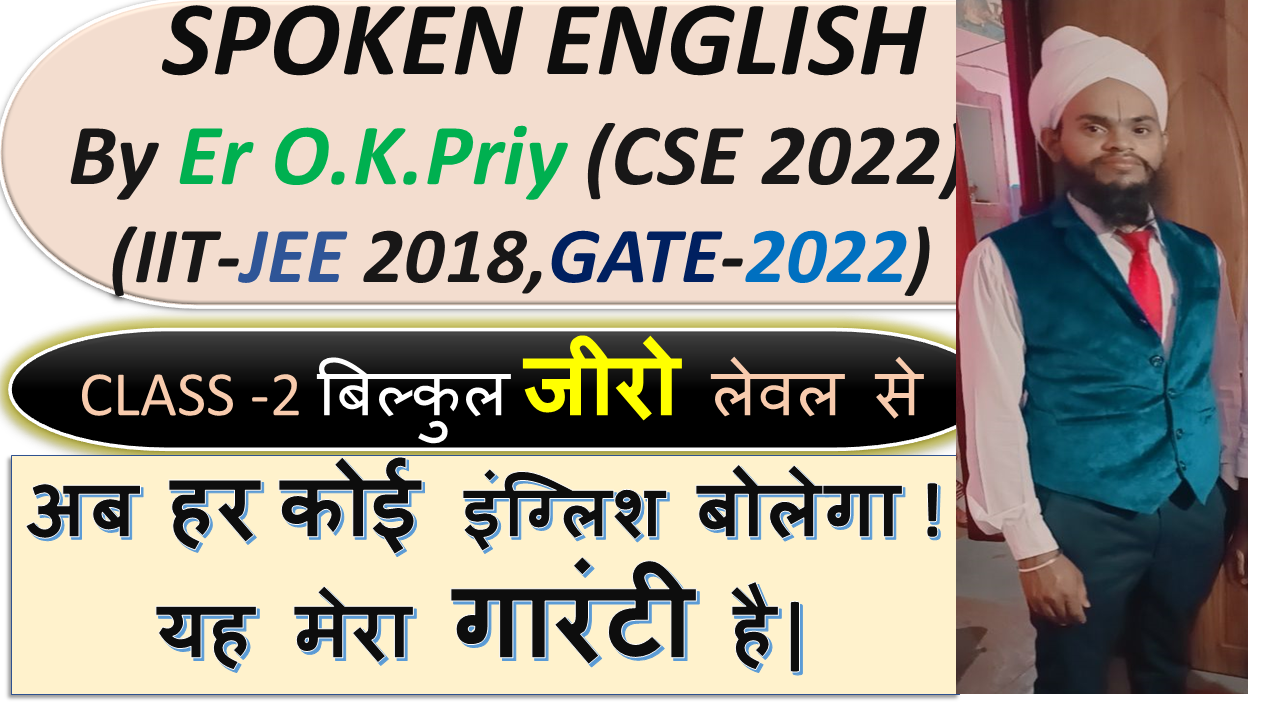 SPOKEN ENGLISH
By Er O.K.Priy (CSE 2022)
(IIT-JEE 2018,GATE-2022)
CLASS -2 बिल्कुल जीरो लेवल से
अब हर कोई इंग्लिश बोलेगा !
यह मेरा गारंटी है|